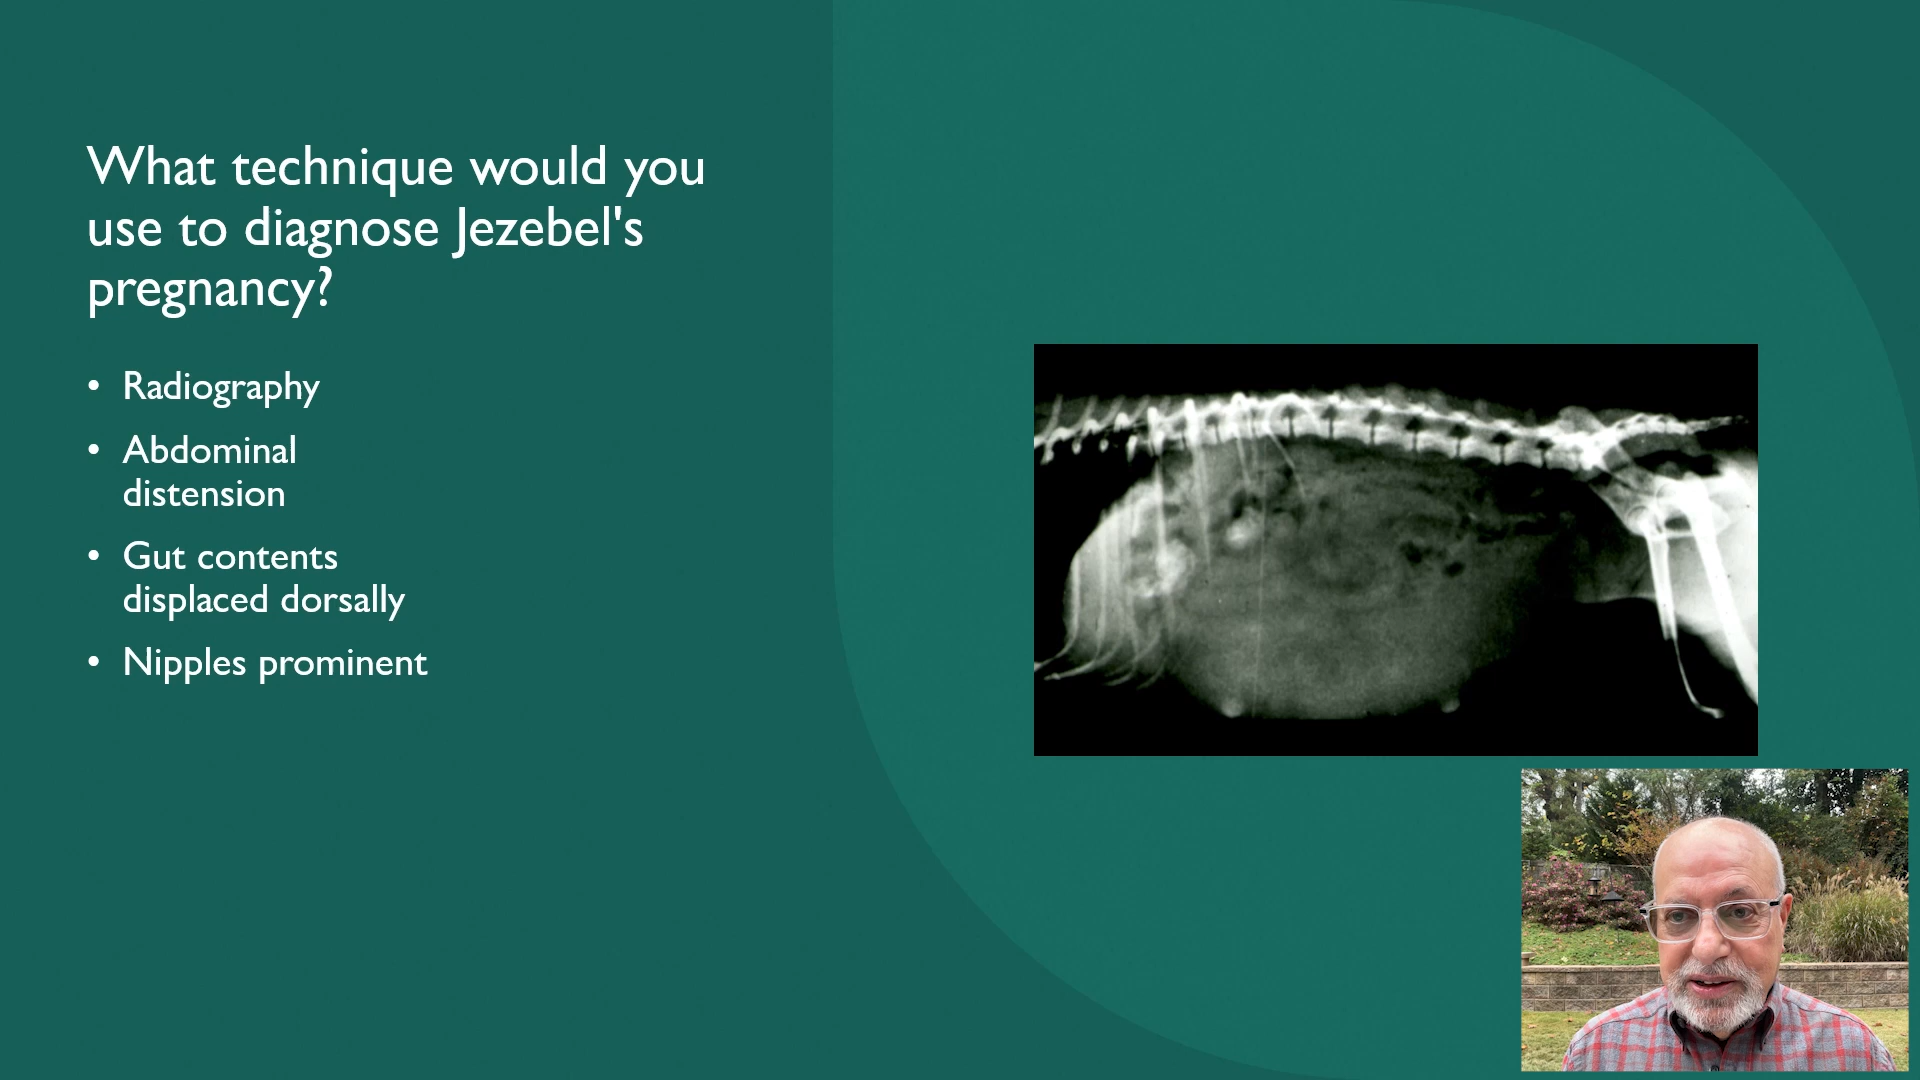 What technique would you
use to diagnose Jezebel's
pregnancy?
• Radiography
• Abdominal
distension
• Gut contents
displaced dorsally
• Nipples prominent